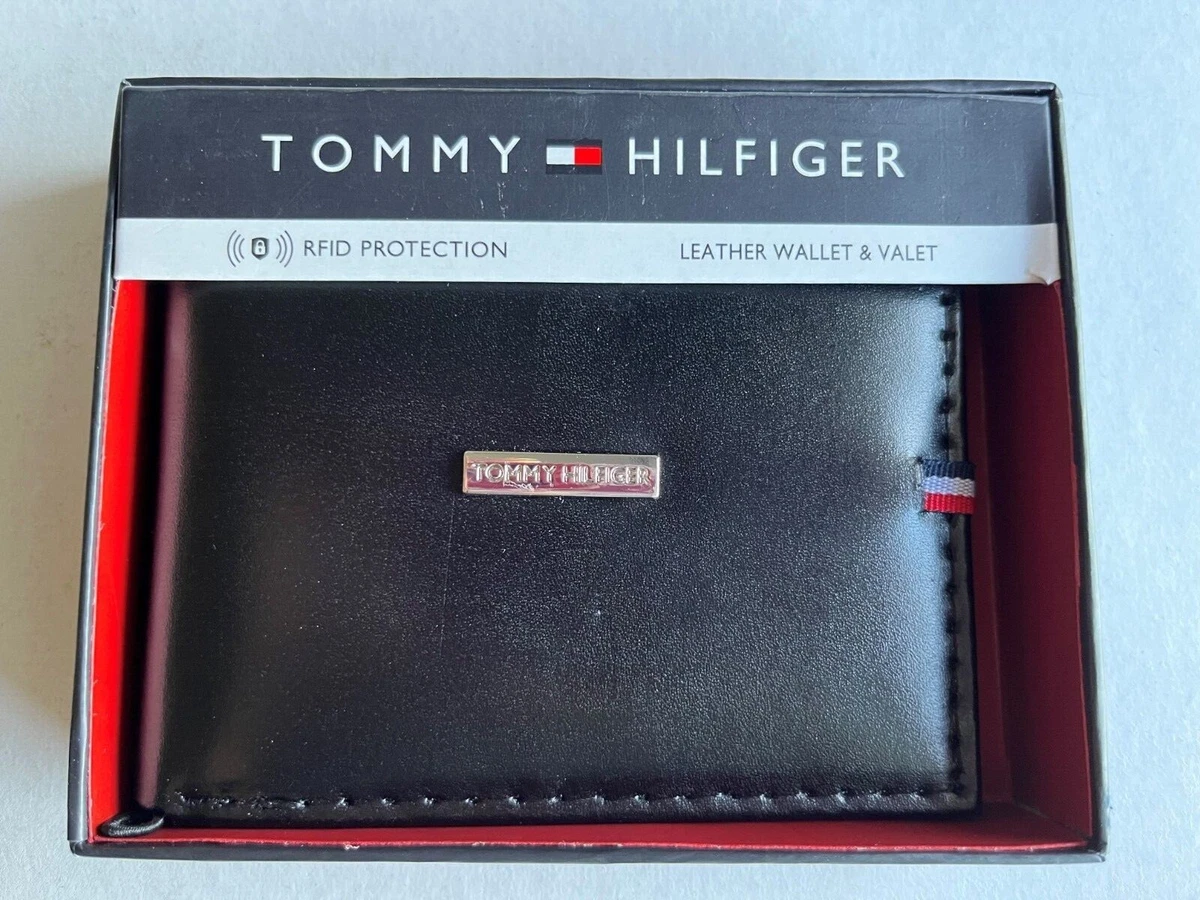 TOMMY HILFIGER
RFID PROTECTION LEATHER WALLET & VALET
TOMMY HILFIGER